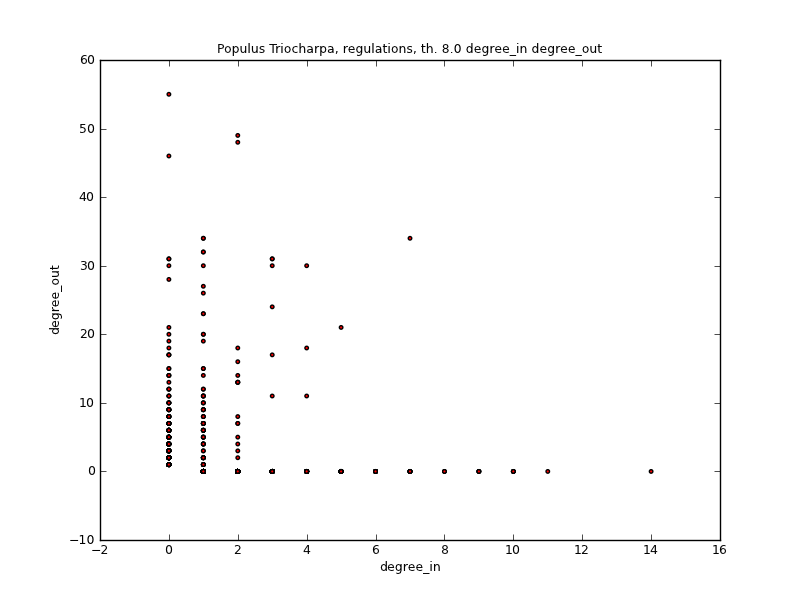 Populus Triocharpa, regulations, th. 8.0 degree_in degree_out
60
50
40
30
20
10
0
−10
degree_out
−2 0 2 4 6 8 10 12 14 16
degree_in